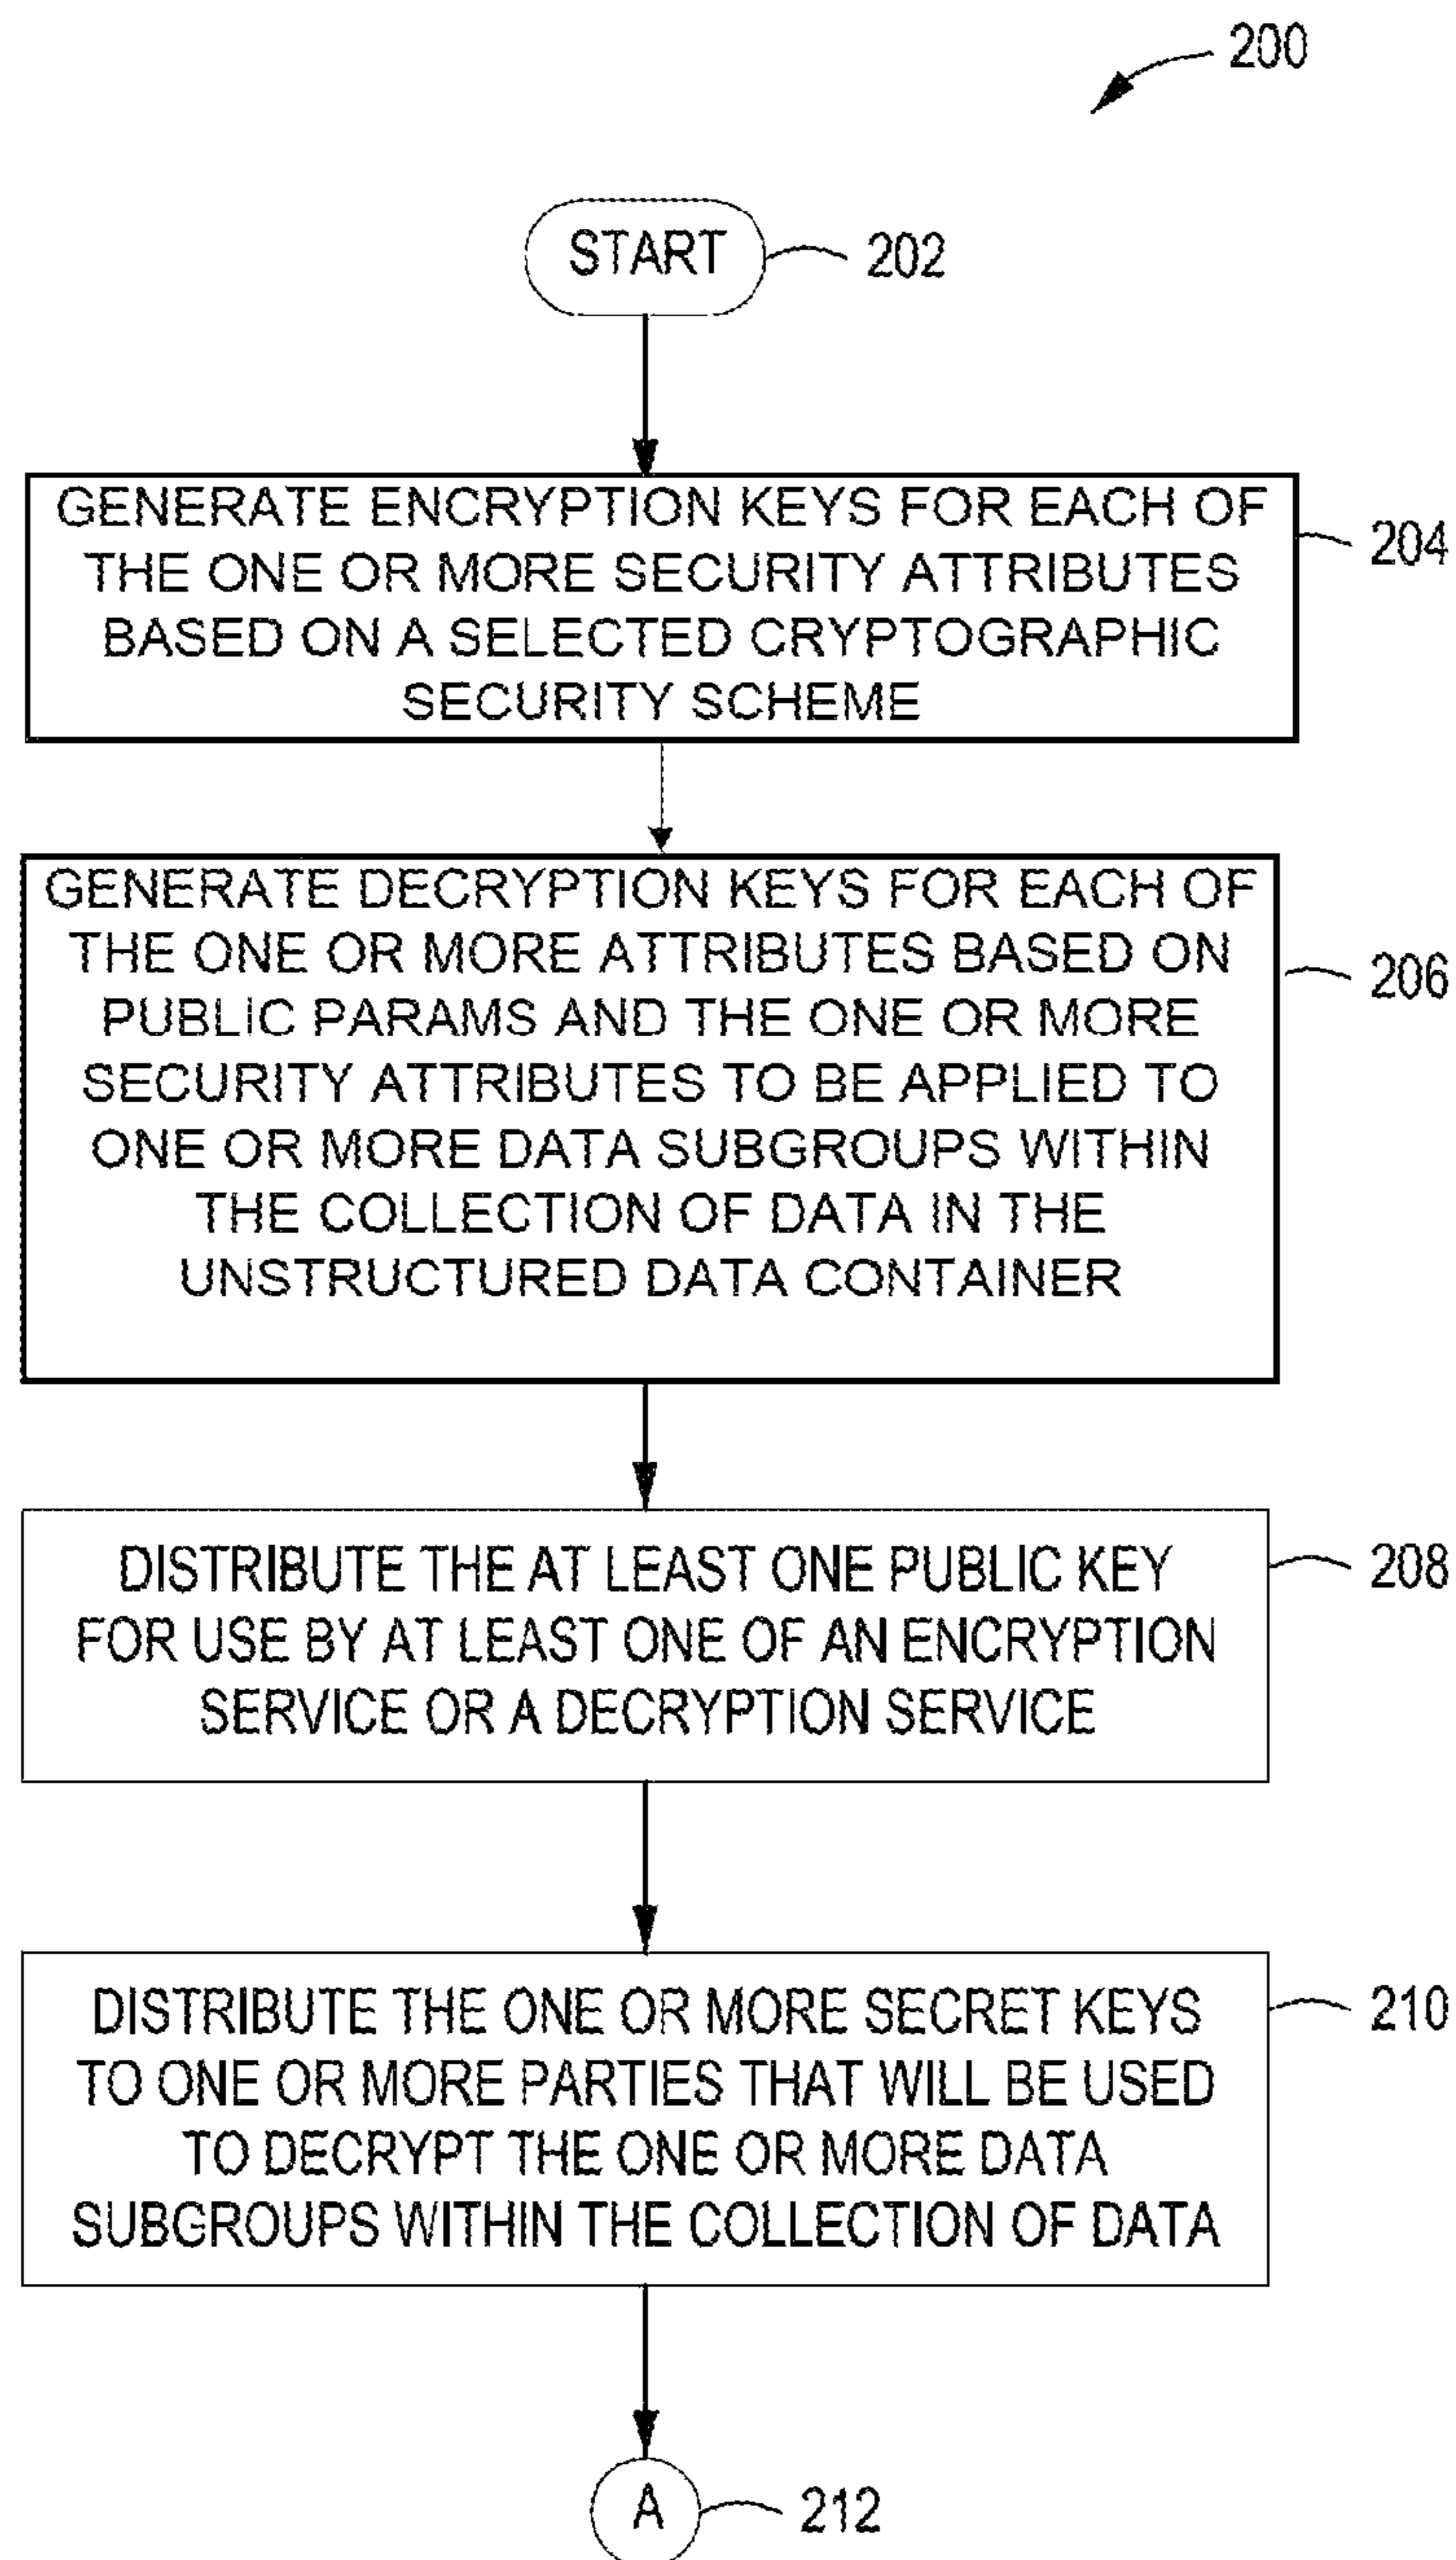 200
START
202
GENERATE ENCRYPTION KEYS FOR EACH OF
THE ONE OR MORE SECURITY ATTRIBUTES
BASED ON A SELECTED CRYPTOGRAPHIC
SECURITY SCHEME
204
GENERATE DECRYPTION KEYS FOR EACH OF
THE ONE OR MORE ATTRIBUTES BASED ON
PUBLIC PARAMS AND THE ONE OR MORE
SECURITY ATTRIBUTES TO BE APPLIED TO
ONE OR MORE DATA SUBGROUPS WITHIN
THE COLLECTION OF DATA IN THE
UNSTRUCTURED DATA CONTAINER
206
DISTRIBUTE THE AT LEAST ONE PUBLIC KEY
FOR USE BY AT LEAST ONE OF AN ENCRYPTION
SERVICE OR A DECRYPTION SERVICE
208
DISTRIBUTE THE ONE OR MORE SECRET KEYS
TO ONE OR MORE PARTIES THAT WILL BE USED
TO DECRYPT THE ONE OR MORE DATA
SUBGROUPS WITHIN THE COLLECTION OF DATA
210
A
212